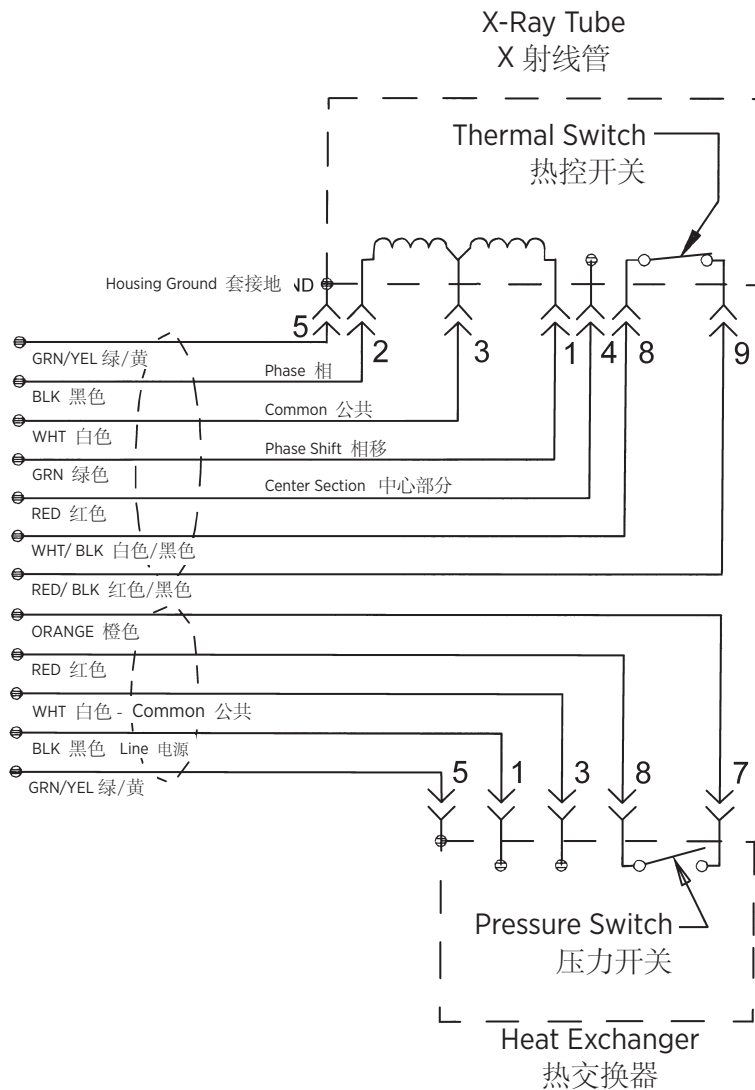 X-Ray Tube
X 射线管
Thermal Switch
热控开关
Housing Ground 套接地 ND
5
2
3
1
4
8
9
GRN/YEL 绿/黄
Phase 相
BLK 黑色
Common 公共
WHT 白色
Phase Shift 相移
GRN 绿色
Center Section 中心部分
RED 红色
WHT/ BLK 白色/黑色
RED/ BLK 红色/黑色
ORANGE 橙色
RED 红色
WHT 白色 - Common 公共
BLK 黑色 Line 电源
GRN/YEL 绿/黄
5
1
3
8
7
Pressure Switch
压力开关
Heat Exchanger
热交换器